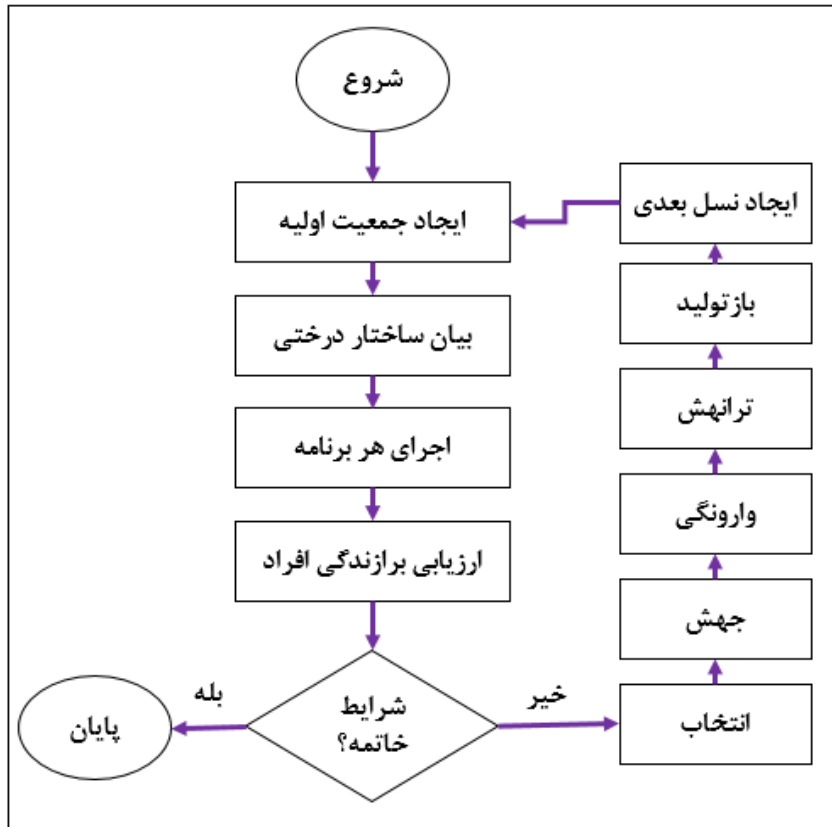 شروع
ایجاد جمعیت اولیه
بیان ساختار درختی
اجرای هر برنامه
ارزیابی برازندگی افراد
شرایط
خاتمه؟
بله
پایان
خیر
انتخاب
جهش
وارونگی
ترانهش
بازتولید
ایجاد نسل بعدی